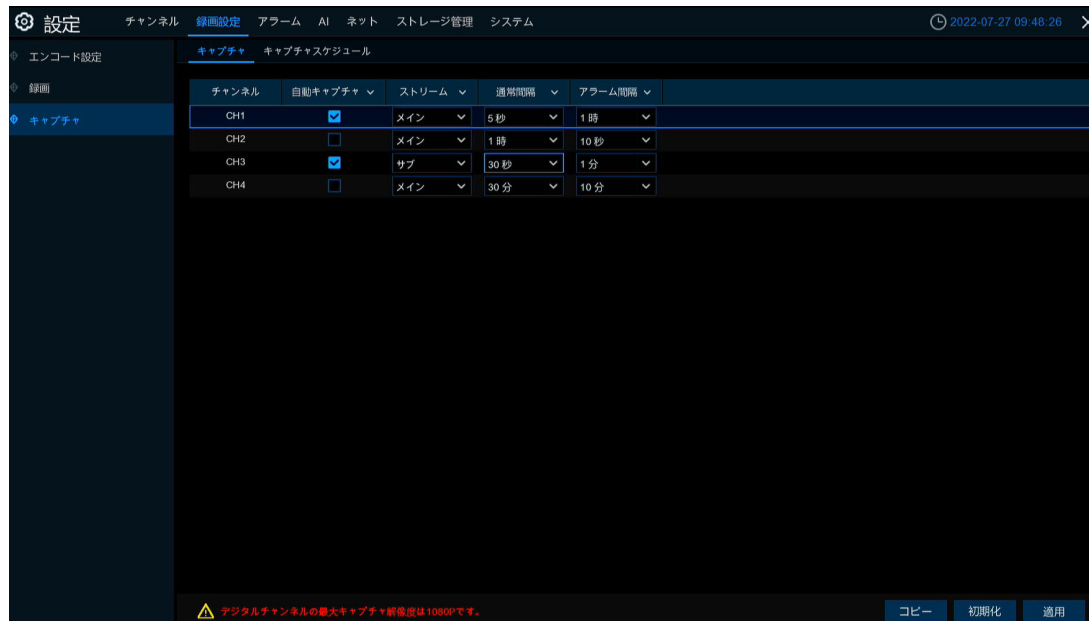 設定 チャンネル 録画設定 アラーム AI ネット ストレージ管理 システム 2022-07-27 09:48:26
エンコード設定
録画
キャプチャ
キャプチャ キャプチャスケジュール
チャンネル 自動キャプチャ ストリーム 通常間隔 アラーム間隔
CH1 メイン 5 秒 1 時
CH2 メイン 1 時 10 秒
CH3 サブ 30 秒 1 分
CH4 メイン 30 分 10 分
デジタルチャンネルの最大キャプチャ解像度は1080Pです。
コピー 初期化 適用